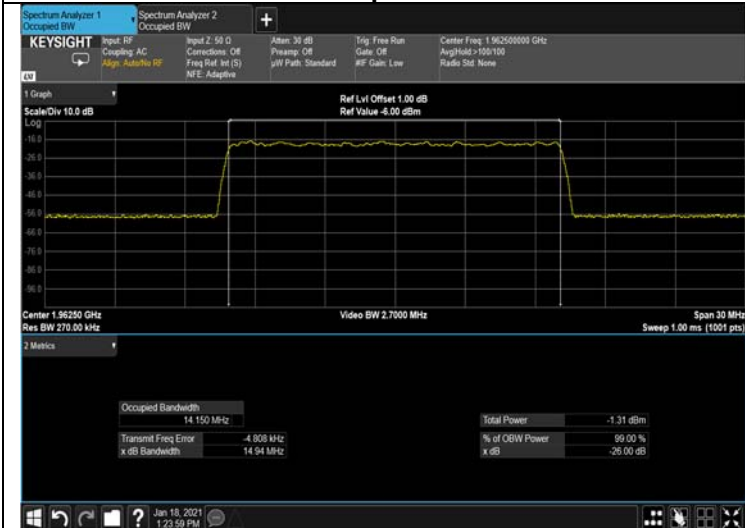 Spectrum Analyzer 1
Occupied BW
Spectrum Analyzer 2
Occupied BW
+
KEYSIGHT
Input: RF
Coupling: AC
Align: Auto/No RF
Input Z: 50 Ω
Corrections: Off
Freq Ref: Int (S)
NFE: Adaptive
Atten: 30 dB
Preamp: Off
µW Path: Standard
Trig: Free Run
Gate: Off
#IF Gain: Low
Center Freq: 1.962500000 GHz
Avg|Hold:>100/100
Radio Std: None
1 Graph
Scale/Div 10.0 dB
Ref Lvl Offset 1.00 dB
Ref Value -6.00 dBm
Log
-16.0
-26.0
-36.0
-46.0
-56.0
-66.0
-76.0
-86.0
-96.0
Center 1.96250 GHz
Res BW 270.00 kHz
Video BW 2.7000 MHz
Span 30 MHz
Sweep 1.00 ms (1001 pts)
2 Metrics
Occupied Bandwidth
14.150 MHz
Transmit Freq Error -4.808 kHz
x dB Bandwidth 14.94 MHz
Total Power -1.31 dBm
% of OBW Power 99.00 %
x dB -26.00 dB
?
Jan 18, 2021
1:23:59 PM